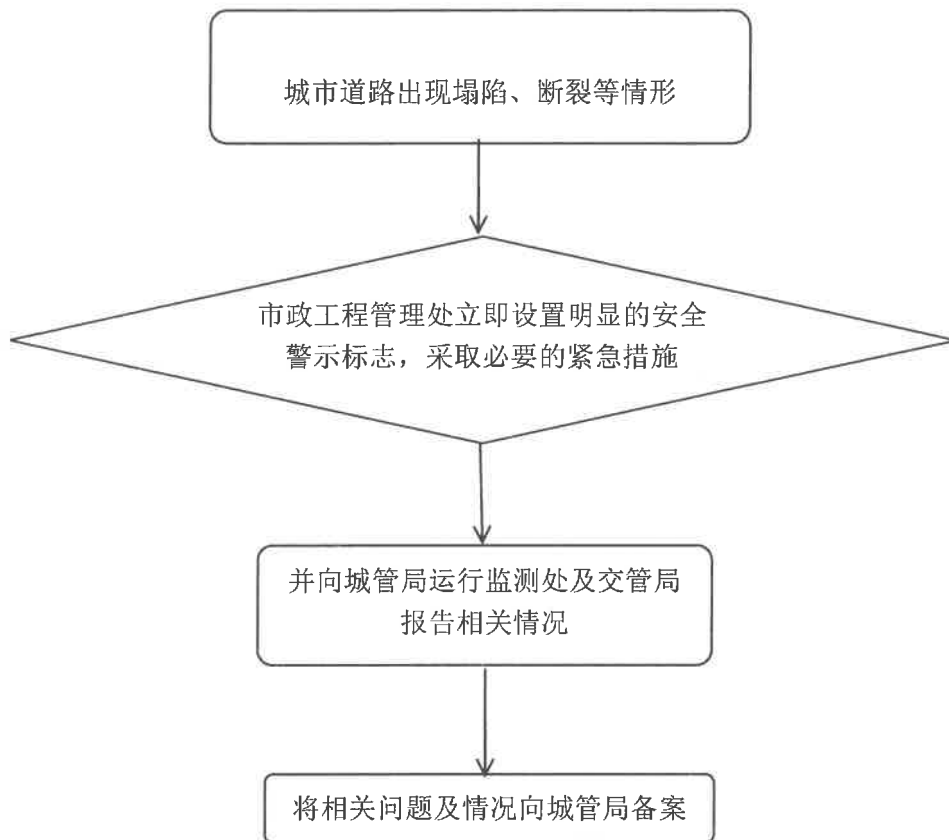 城市道路出现塌陷、断裂等情形
市政工程管理处立即设置明显的安全
警示标志，采取必要的紧急措施
并向城管局运行监测处及交管局
报告相关情况
将相关问题及情况向城管局备案